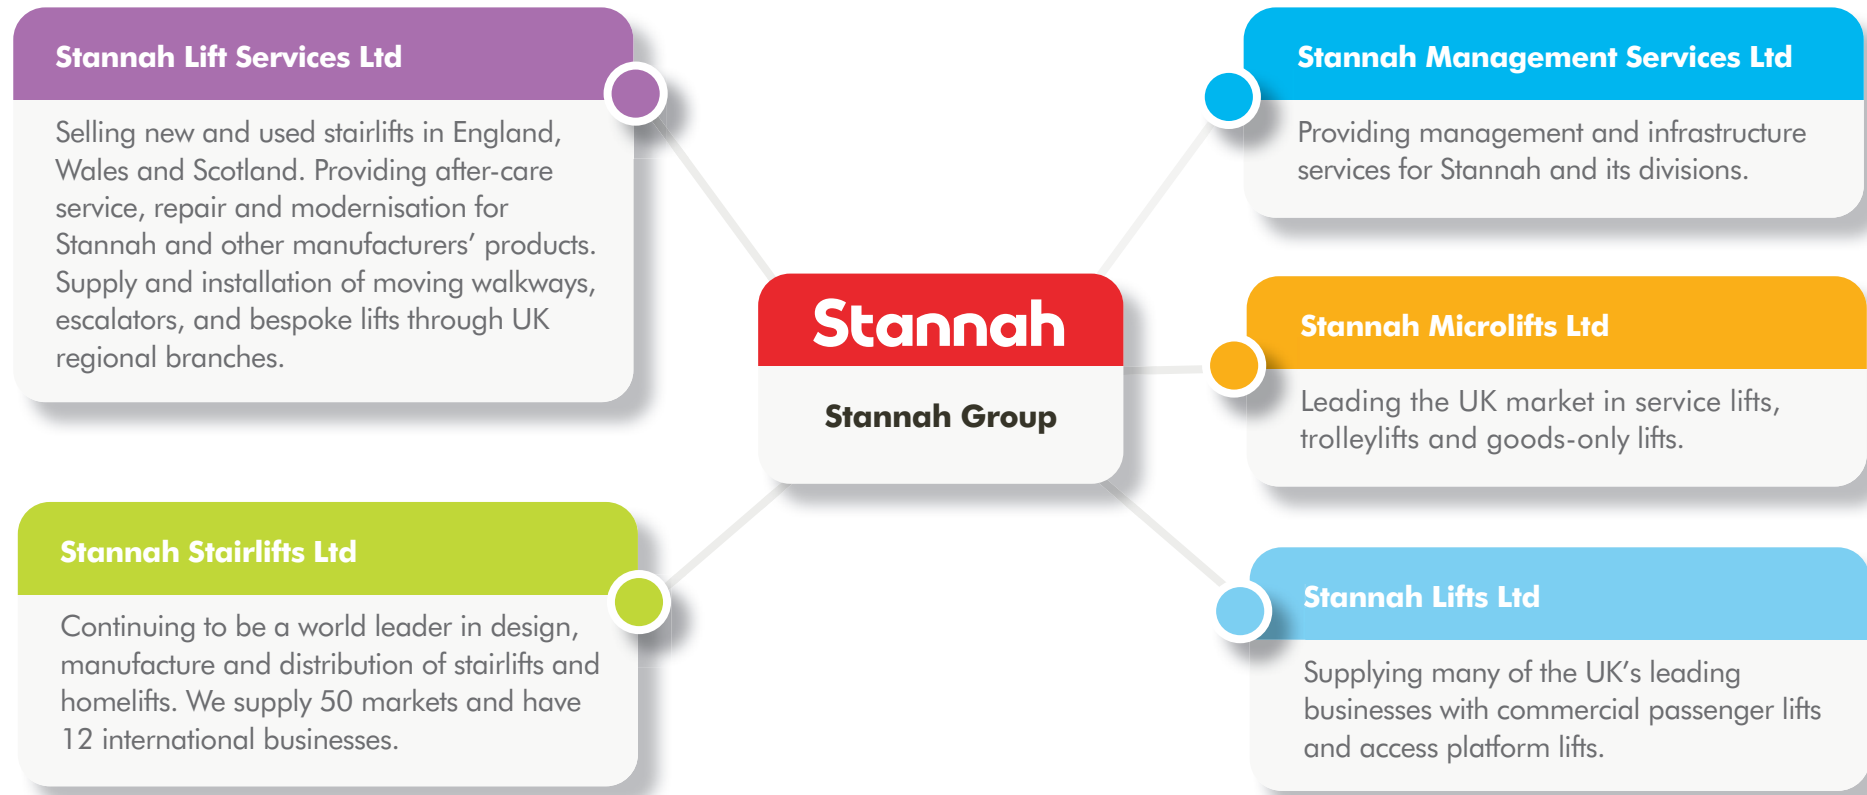 Stannah Lift Services Ltd
Selling new and used stairlifts in England,
Wales and Scotland. Providing after-care
service, repair and modernisation for
Stannah and other manufacturers’ products.
Supply and installation of moving walkways,
escalators, and bespoke lifts through UK
regional branches.
Stannah Stairlifts Ltd
Continuing to be a world leader in design,
manufacture and distribution of stairlifts and
homelifts. We supply 50 markets and have
12 international businesses.
Stannah
Stannah Group
Stannah Management Services Ltd
Providing management and infrastructure
services for Stannah and its divisions.
Stannah Microlifts Ltd
Leading the UK market in service lifts,
trolleylifts and goods-only lifts.
Stannah Lifts Ltd
Supplying many of the UK’s leading
businesses with commercial passenger lifts
and access platform lifts.